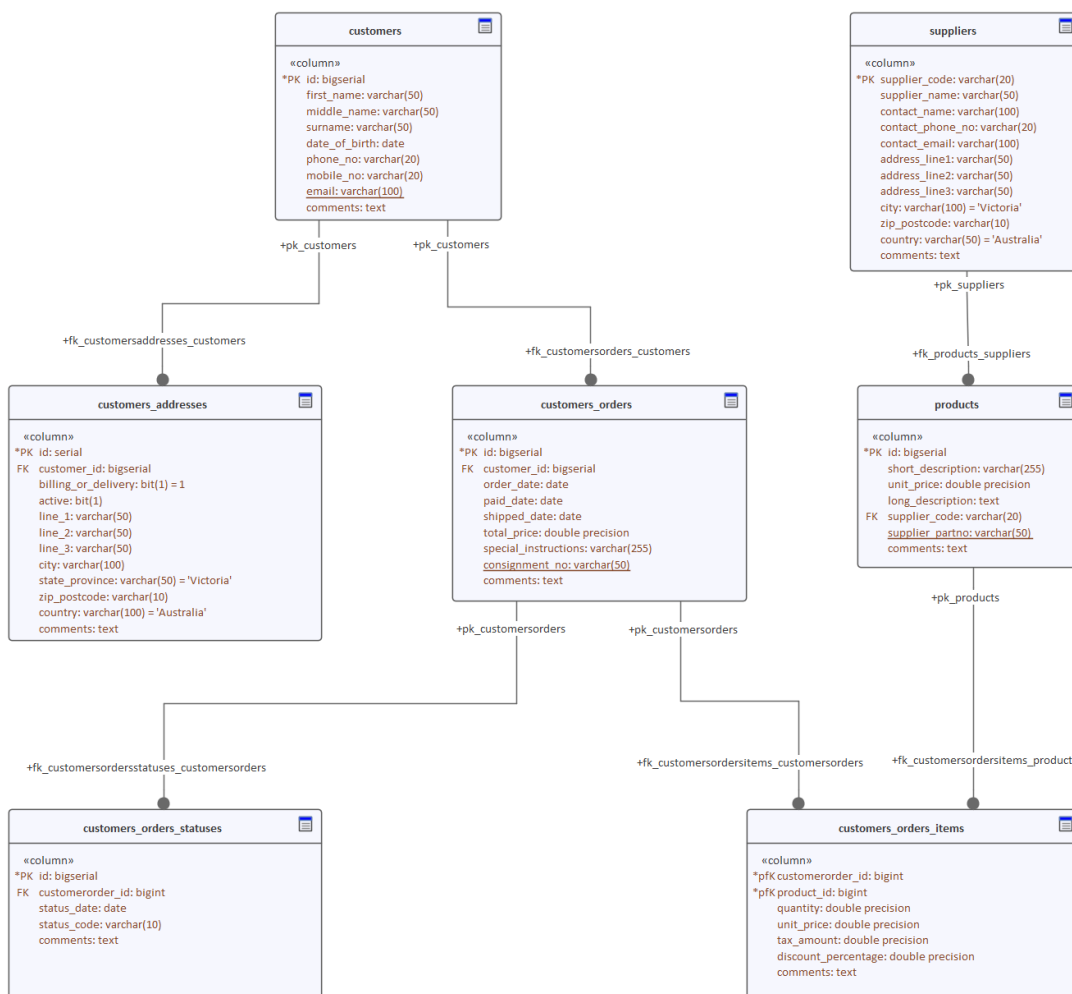 customers
«column»
*PK id: bigserial
first_name: varchar(50)
middle_name: varchar(50)
surname: varchar(50)
date_of_birth: date
phone_no: varchar(20)
mobile_no: varchar(20)
email: varchar(100)
comments: text
suppliers
«column»
*PK supplier_code: varchar(20)
supplier_name: varchar(50)
contact_name: varchar(100)
contact_phone_no: varchar(20)
contact_email: varchar(100)
address_line1: varchar(50)
address_line2: varchar(50)
address_line3: varchar(50)
city: varchar(100) = 'Victoria'
zip_postcode: varchar(10)
country: varchar(50) = 'Australia'
comments: text
+pk_customers
+pk_customers
+pk_suppliers
+fk_customersaddresses_customers
+fk_customersorders_customers
+fk_products_suppliers
customers_addresses
«column»
*PK id: serial
FK customer_id: bigserial
billing_or_delivery: bit(1) = 1
active: bit(1)
line_1: varchar(50)
line_2: varchar(50)
line_3: varchar(50)
city: varchar(100)
state_province: varchar(50) = 'Victoria'
zip_postcode: varchar(10)
country: varchar(100) = 'Australia'
comments: text
customers_orders
«column»
*PK id: bigserial
FK customer_id: bigserial
order_date: date
paid_date: date
shipped_date: date
total_price: double precision
special_instructions: varchar(255)
consignment_no: varchar(50)
comments: text
products
«column»
*PK id: bigserial
short_description: varchar(255)
unit_price: double precision
long_description: text
FK supplier_code: varchar(20)
supplier_partno: varchar(50)
comments: text
+pk_customersorders
+pk_customersorders
+pk_products
+fk_customersordersstatuses_customersorders
+fk_customersordersitems_customersorders
+fk_customersordersitems_product
customers_orders_statuses
«column»
*PK id: bigserial
FK customerorder_id: bigint
status_date: date
status_code: varchar(10)
comments: text
customers_orders_items
«column»
*pfK customerorder_id: bigint
*pfK product_id: bigint
quantity: double precision
unit_price: double precision
tax_amount: double precision
discount_percentage: double precision
comments: text